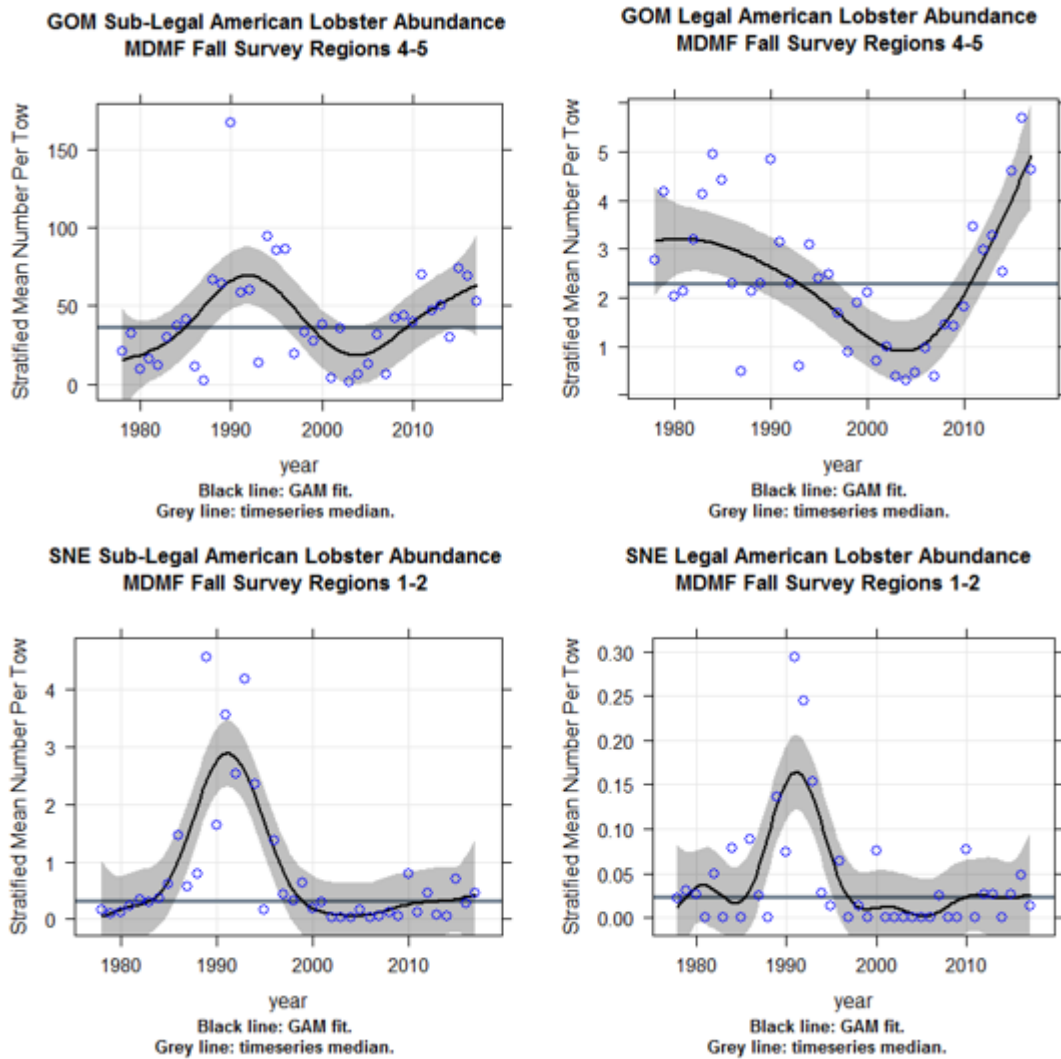 GOM Sub-Legal American Lobster Abundance
MDMF Fall Survey Regions 4-5
Stratified Mean Number Per Tow
150
100
50
0
1980
1990
2000
2010
year
Black line: GAM fit.
Grey line: timeseries median.
GOM Legal American Lobster Abundance
MDMF Fall Survey Regions 4-5
Stratified Mean Number Per Tow
5
4
3
2
1
1980
1990
2000
2010
year
Black line: GAM fit.
Grey line: timeseries median.
SNE Sub-Legal American Lobster Abundance
MDMF Fall Survey Regions 1-2
Stratified Mean Number Per Tow
4
3
2
1
0
1980
1990
2000
2010
year
Black line: GAM fit.
Grey line: timeseries median.
SNE Legal American Lobster Abundance
MDMF Fall Survey Regions 1-2
Stratified Mean Number Per Tow
0.30
0.25
0.20
0.15
0.10
0.05
0.00
1980
1990
2000
2010
year
Black line: GAM fit.
Grey line: timeseries median.